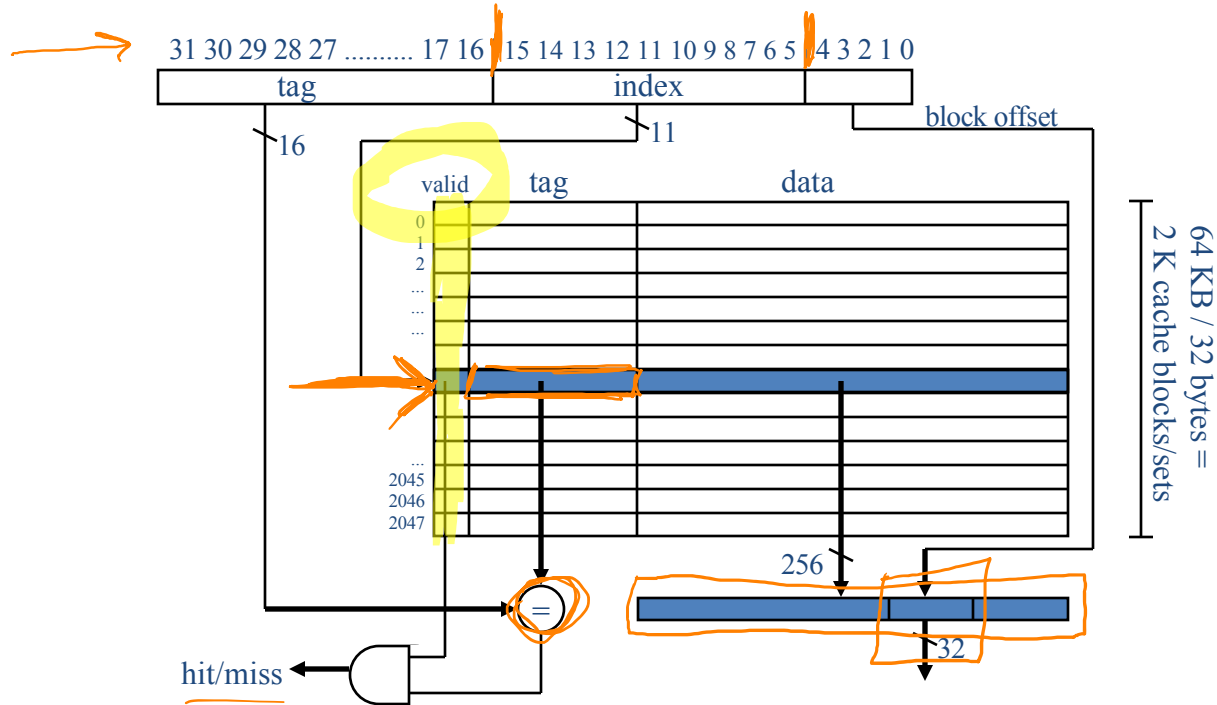 31 30 29 28 27 .......... 17 16 15 14 13 12 11 10 9 8 7 6 5 4 3 2 1 0
tag index
block offset
16 11
valid tag data
0
1
2
...
...
...
...
2045
2046
2047
64 KB / 32 bytes =
2 K cache blocks/sets
256
=
32
hit/miss